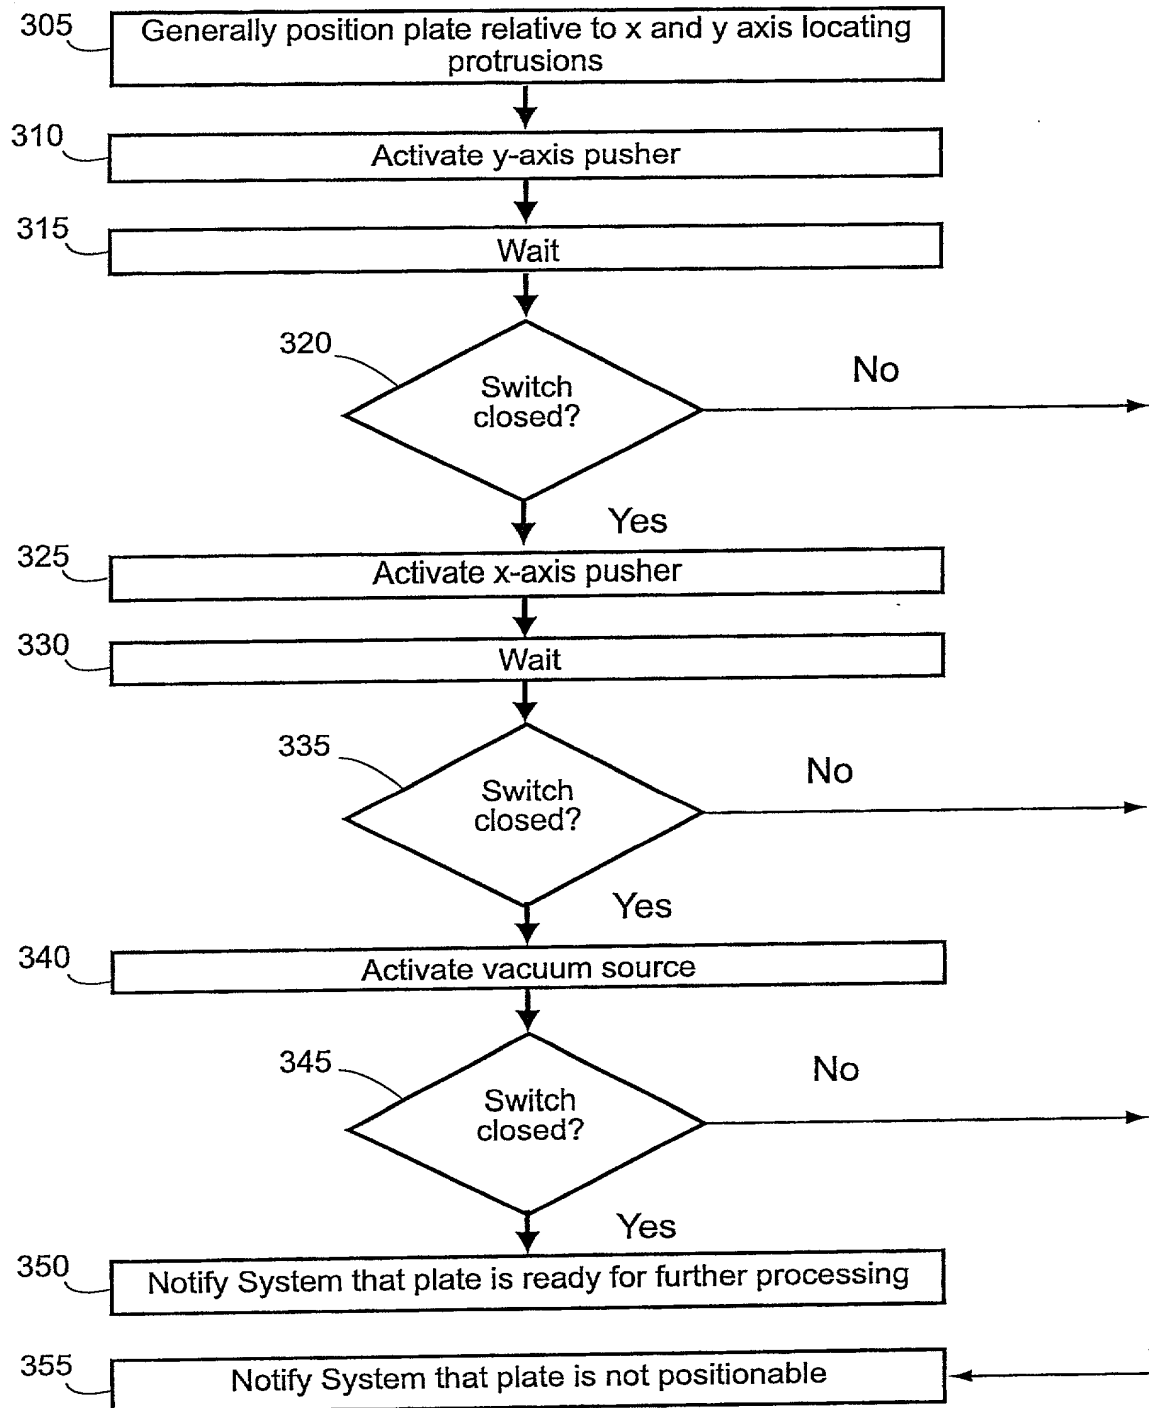 305
Generally position plate relative to x and y axis locating
protrusions
310
Activate y-axis pusher
315
Wait
320
Switch
closed?
No
Yes
325
Activate x-axis pusher
330
Wait
335
Switch
closed?
No
Yes
340
Activate vacuum source
345
Switch
closed?
No
Yes
350
Notify System that plate is ready for further processing
355
Notify System that plate is not positionable